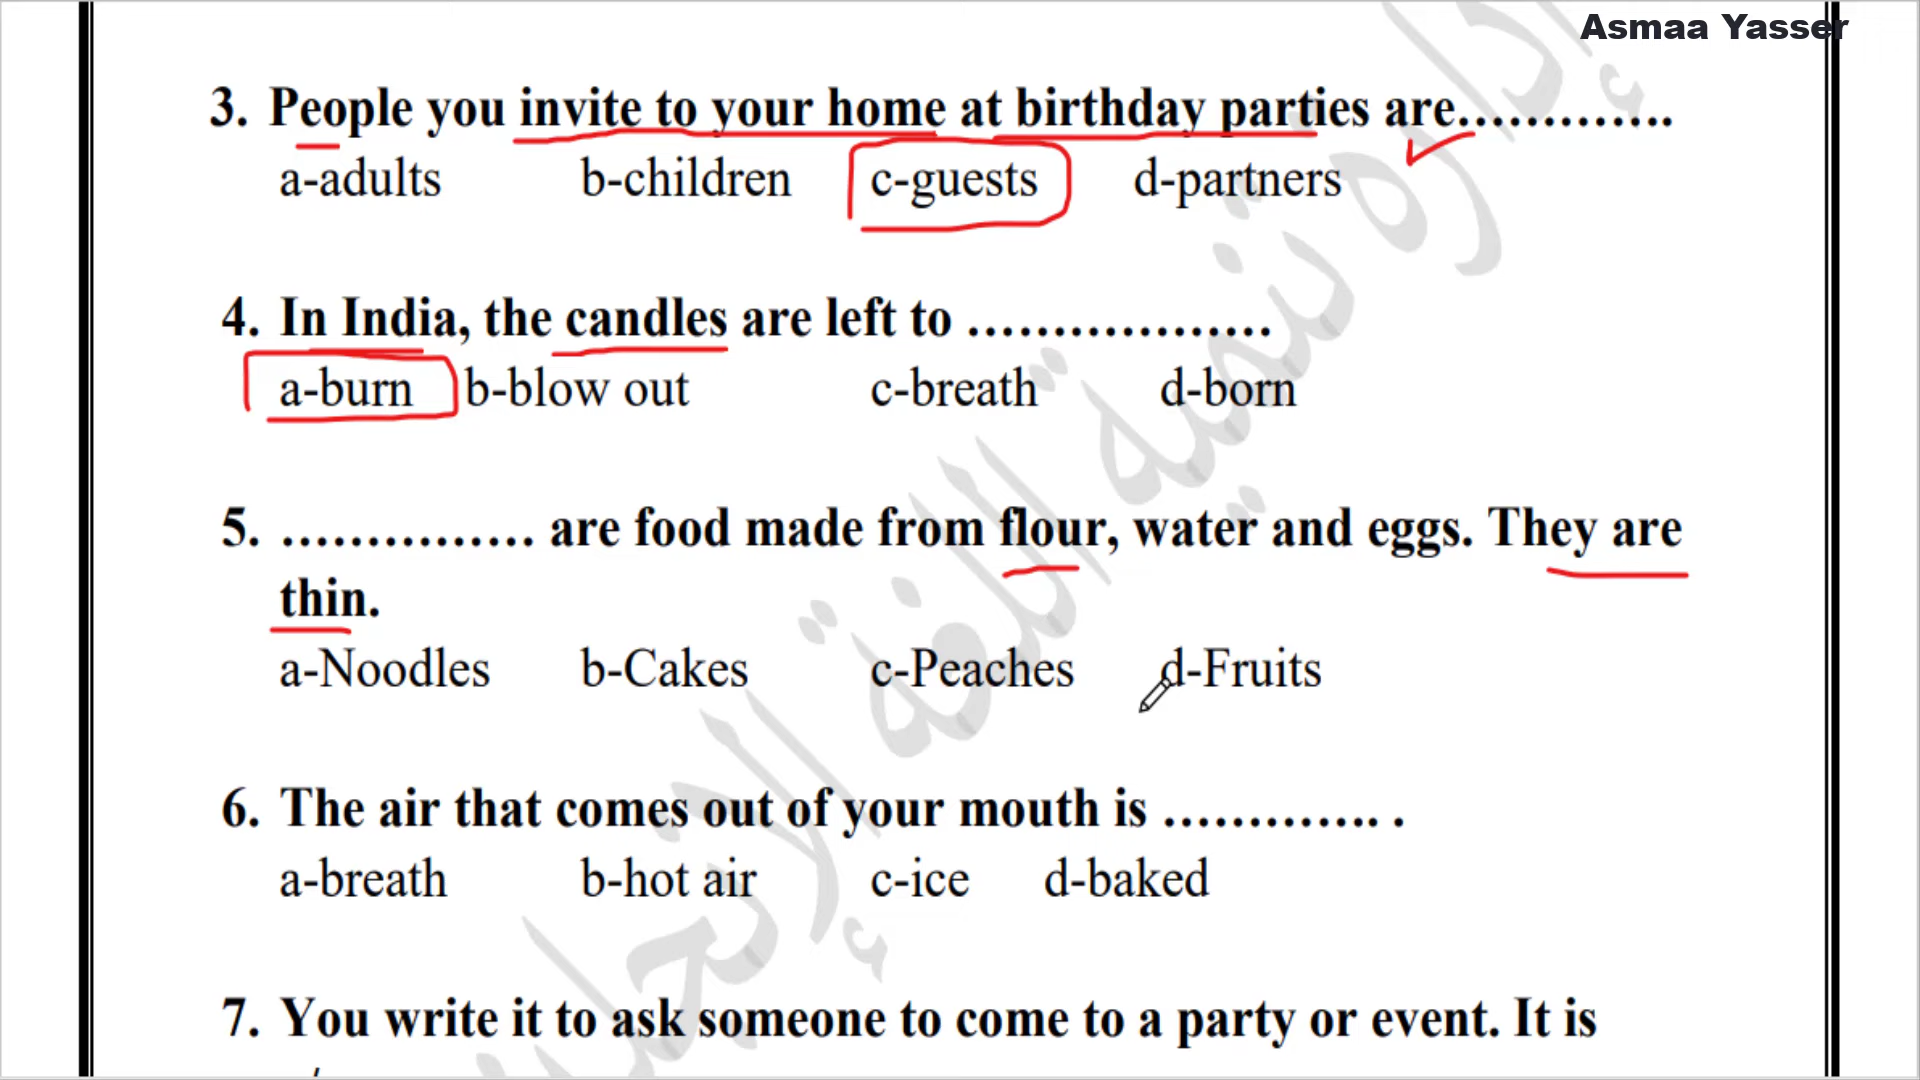 Asmaa Yasser
3. People you invite to your home at birthday parties are………….
a-adults b-children c-guests d-partners
4. In India, the candles are left to ………………
a-burn b-blow out c-breath d-born
5. …………… are food made from flour, water and eggs. They are
thin.
a-Noodles b-Cakes c-Peaches d-Fruits
6. The air that comes out of your mouth is …………. .
a-breath b-hot air c-ice d-baked
7. You write it to ask someone to come to a party or event. It is
إدارة تنمية اللغة